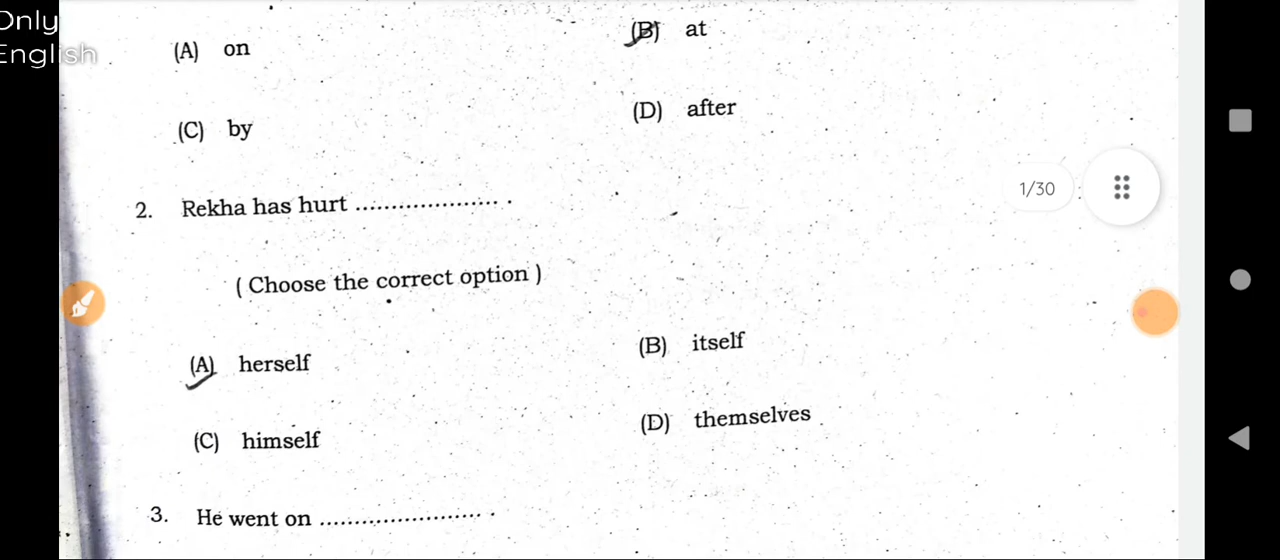 Only
English
(A) on
(B) at
(C) by
(D) after
1/30
2. Rekha has hurt .................... .
( Choose the correct option )
(A) herself
(B) itself
(C) himself
(D) themselves
3. He went on ....................... .